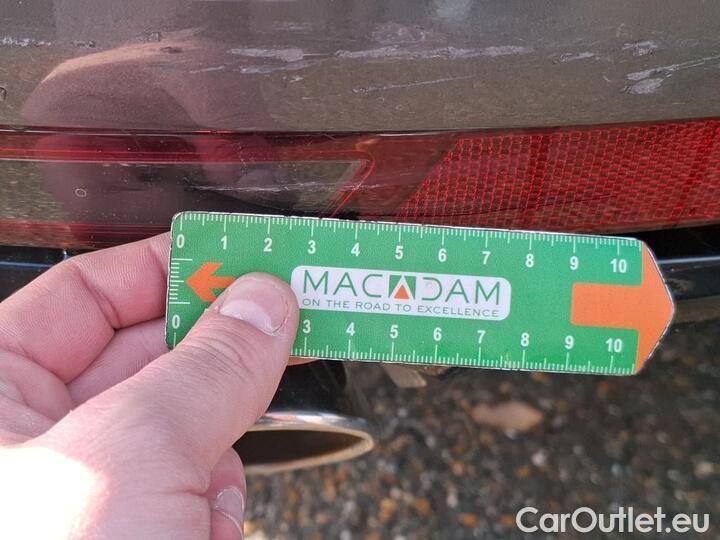 0 1 2 3 4 5 6 7 8 9 10
MACADAM
ON THE ROAD TO EXCELLENCE
0 3 4 5 6 7 8 9 10
CarOutlet.eu